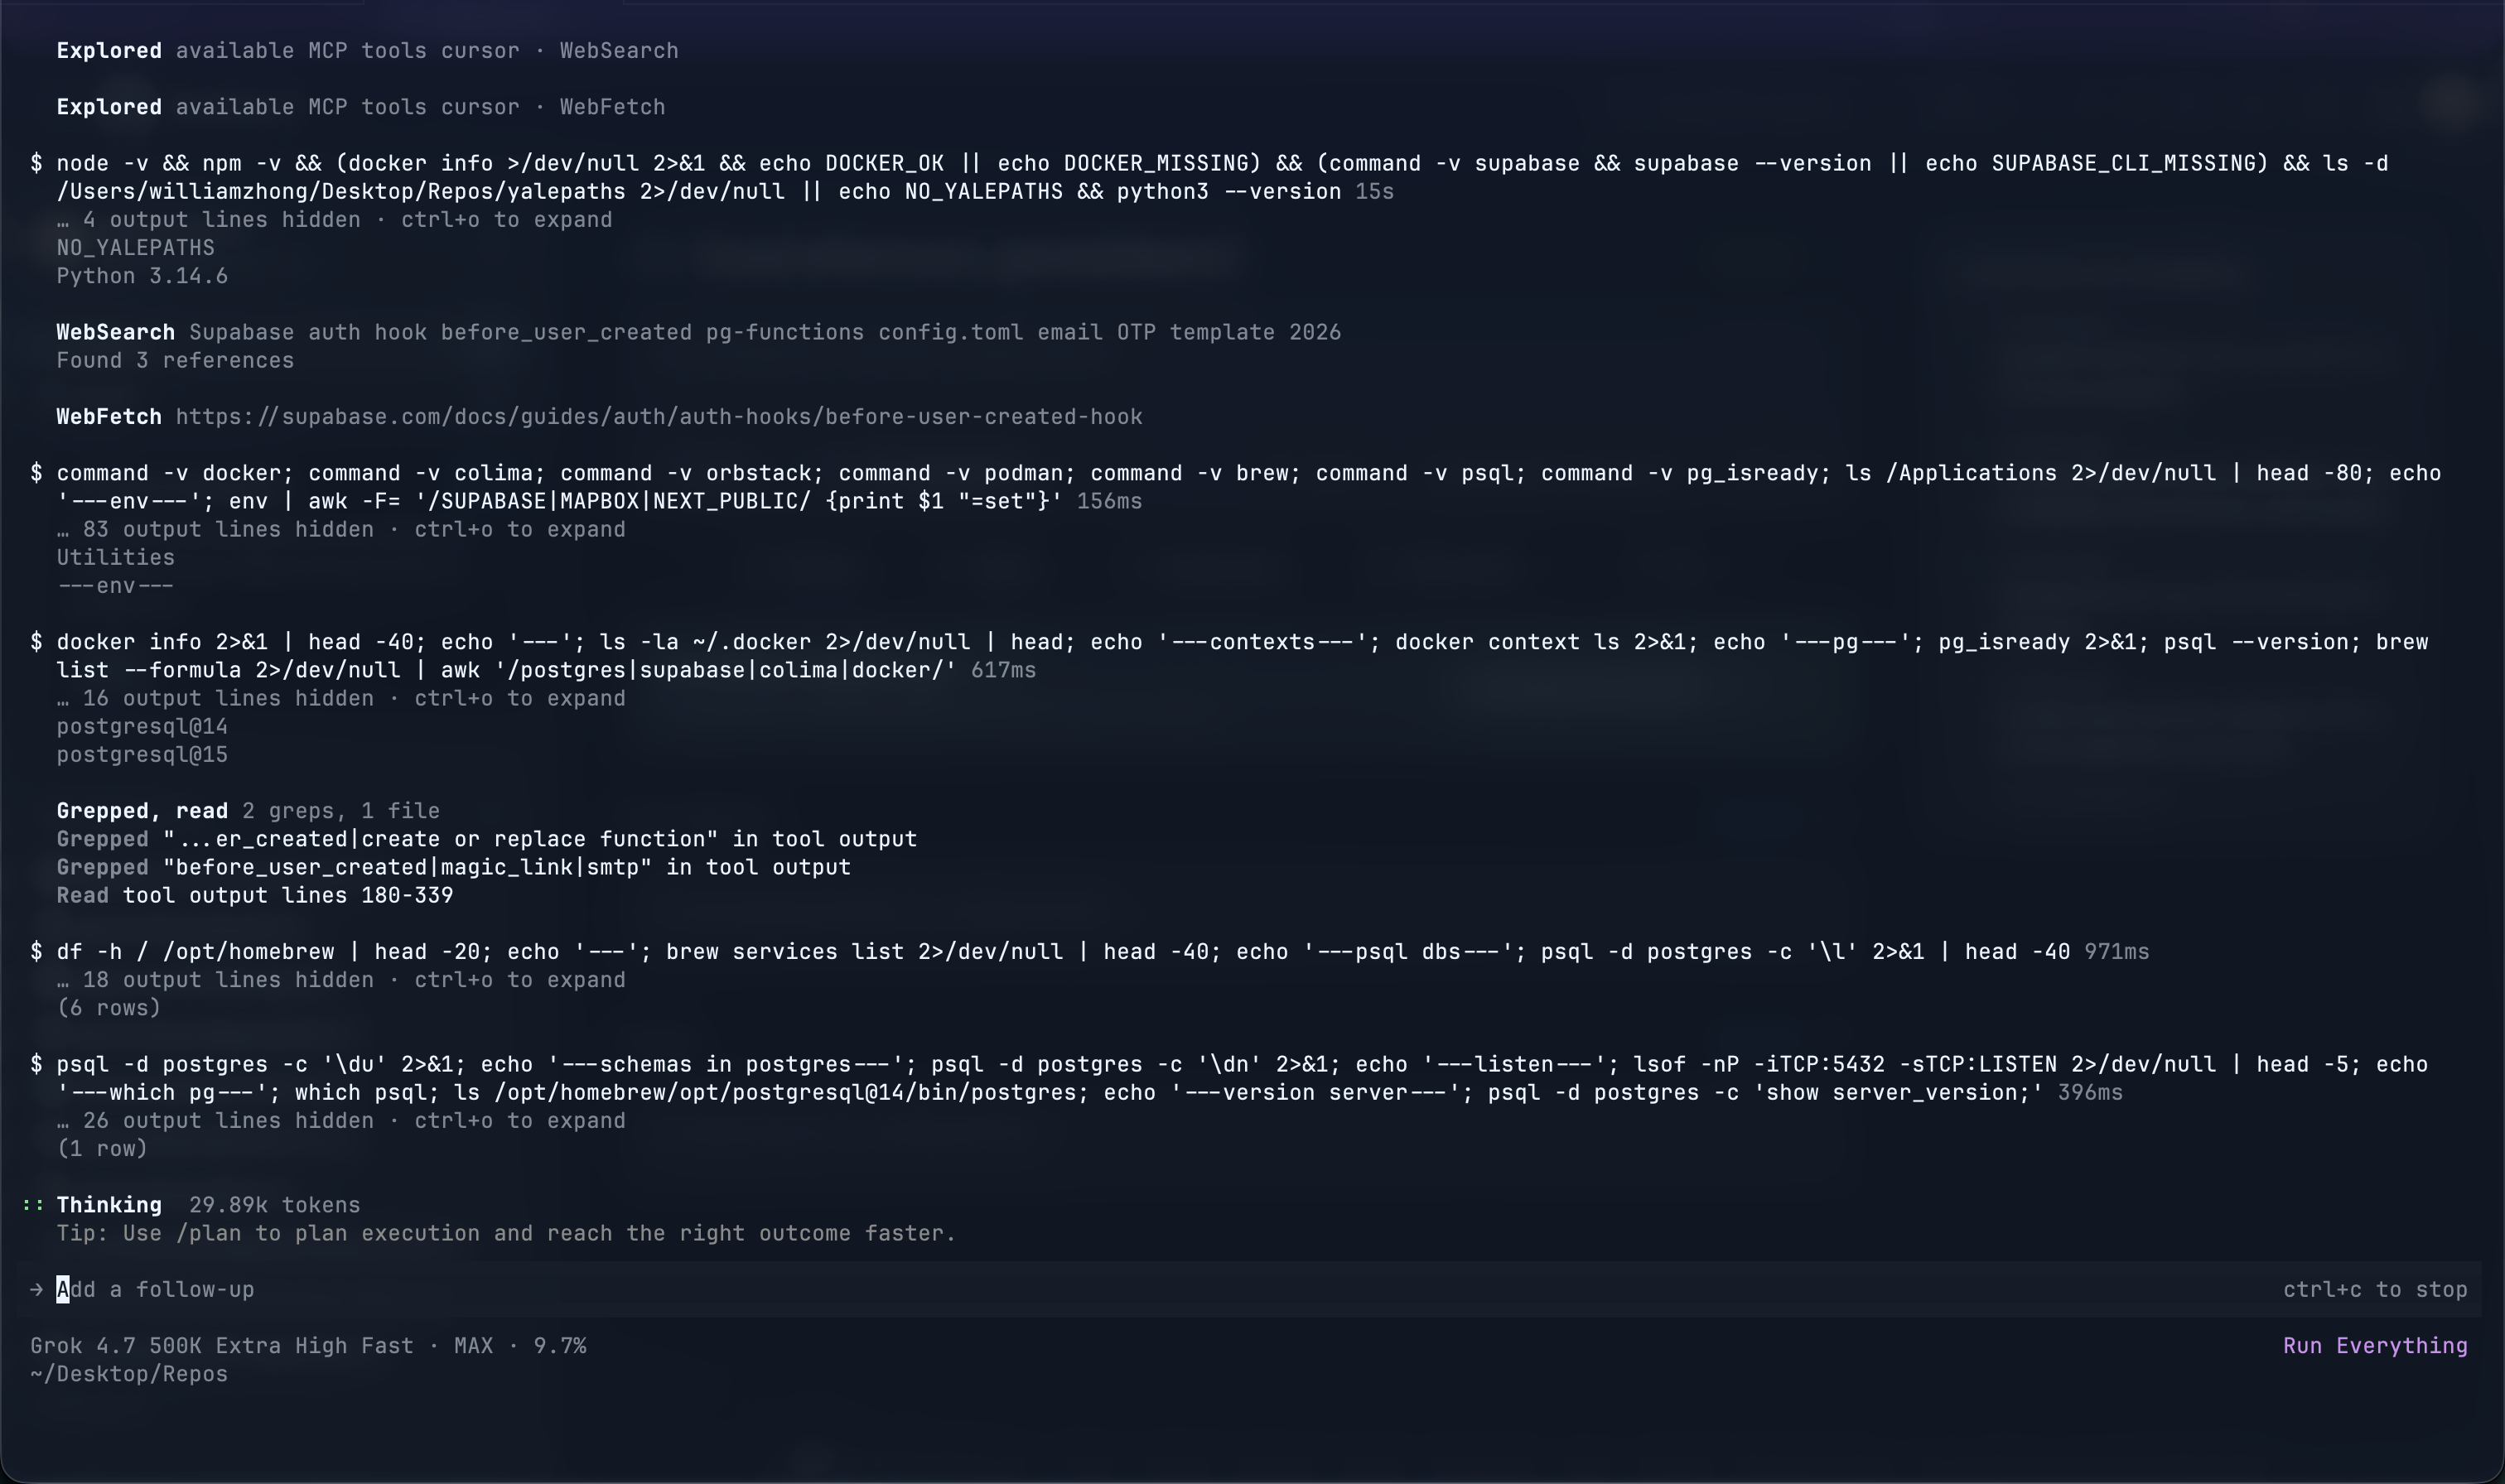 Explored available MCP tools cursor · WebSearch
Explored available MCP tools cursor · WebFetch
$ node -v && npm -v && (docker info >/dev/null 2>&1 && echo DOCKER_OK || echo DOCKER_MISSING) && (command -v supabase && supabase --version || echo SUPABASE_CLI_MISSING) && ls -d
/Users/williamzhong/Desktop/Repos/yalepaths 2>/dev/null || echo NO_YALEPATHS && python3 --version 15s
… 4 output lines hidden · ctrl+o to expand
NO_YALEPATHS
Python 3.14.6
WebSearch Supabase auth hook before_user_created pg-functions config.toml email OTP template 2026
Found 3 references
WebFetch https://supabase.com/docs/guides/auth/auth-hooks/before-user-created-hook
$ command -v docker; command -v colima; command -v orbstack; command -v podman; command -v brew; command -v psql; command -v pg_isready; ls /Applications 2>/dev/null | head -80; echo
'---env---'; env | awk -F= '/SUPABASE|MAPBOX|NEXT_PUBLIC/ {print $1 "=set"}' 156ms
… 83 output lines hidden · ctrl+o to expand
Utilities
---env---
$ docker info 2>&1 | head -40; echo '---'; ls -la ~/.docker 2>/dev/null | head; echo '---contexts---'; docker context ls 2>&1; echo '---pg---'; pg_isready 2>&1; psql --version; brew
list --formula 2>/dev/null | awk '/postgres|supabase|colima|docker/' 617ms
… 16 output lines hidden · ctrl+o to expand
postgresql@14
postgresql@15
Grepped, read 2 greps, 1 file
Grepped "...er_created|create or replace function" in tool output
Grepped "before_user_created|magic_link|smtp" in tool output
Read tool output lines 180-339
$ df -h / /opt/homebrew | head -20; echo '---'; brew services list 2>/dev/null | head -40; echo '---psql dbs---'; psql -d postgres -c '\l' 2>&1 | head -40 971ms
… 18 output lines hidden · ctrl+o to expand
(6 rows)
$ psql -d postgres -c '\du' 2>&1; echo '---schemas in postgres---'; psql -d postgres -c '\dn' 2>&1; echo '---listen---'; lsof -nP -iTCP:5432 -sTCP:LISTEN 2>/dev/null | head -5; echo
'---which pg---'; which psql; ls /opt/homebrew/opt/postgresql@14/bin/postgres; echo '---version server---'; psql -d postgres -c 'show server_version;' 396ms
… 26 output lines hidden · ctrl+o to expand
(1 row)
:: Thinking 29.89k tokens
Tip: Use /plan to plan execution and reach the right outcome faster.
→ Add a follow-up ctrl+c to stop
Grok 4.7 500K Extra High Fast · MAX · 9.7% Run Everything
~/Desktop/Repos